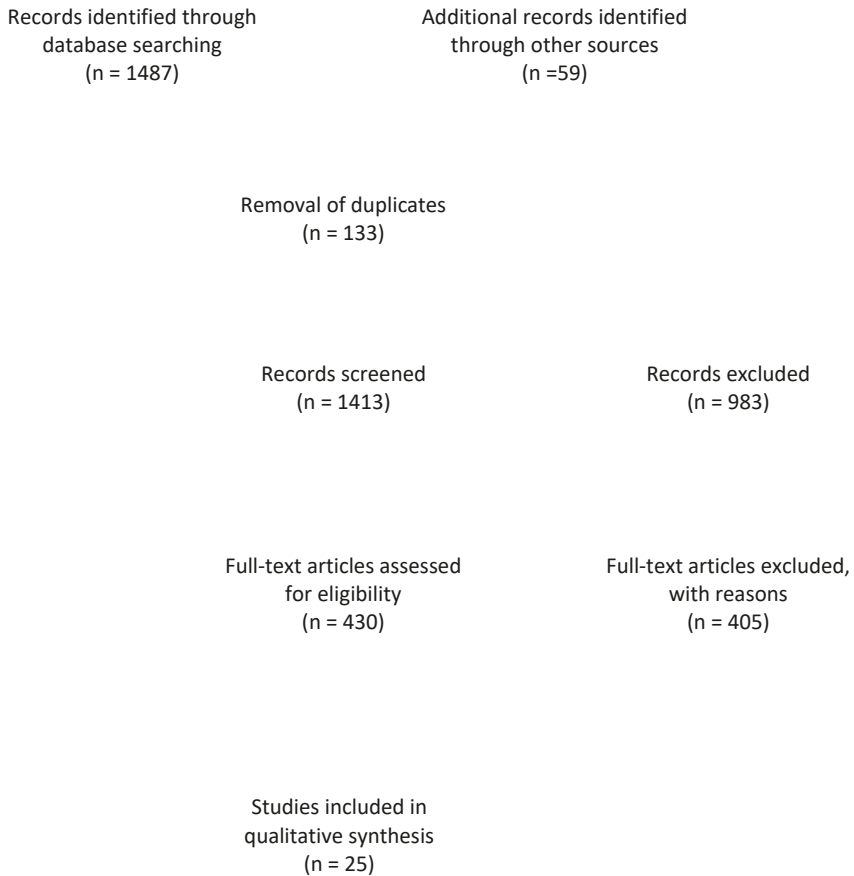 Records identified through
database searching
(n = 1487)
Additional records identified
through other sources
(n =59)
Removal of duplicates
(n = 133)
Records screened
(n = 1413)
Records excluded
(n = 983)
Full-text articles assessed
for eligibility
(n = 430)
Full-text articles excluded,
with reasons
(n = 405)
Studies included in
qualitative synthesis
(n = 25)